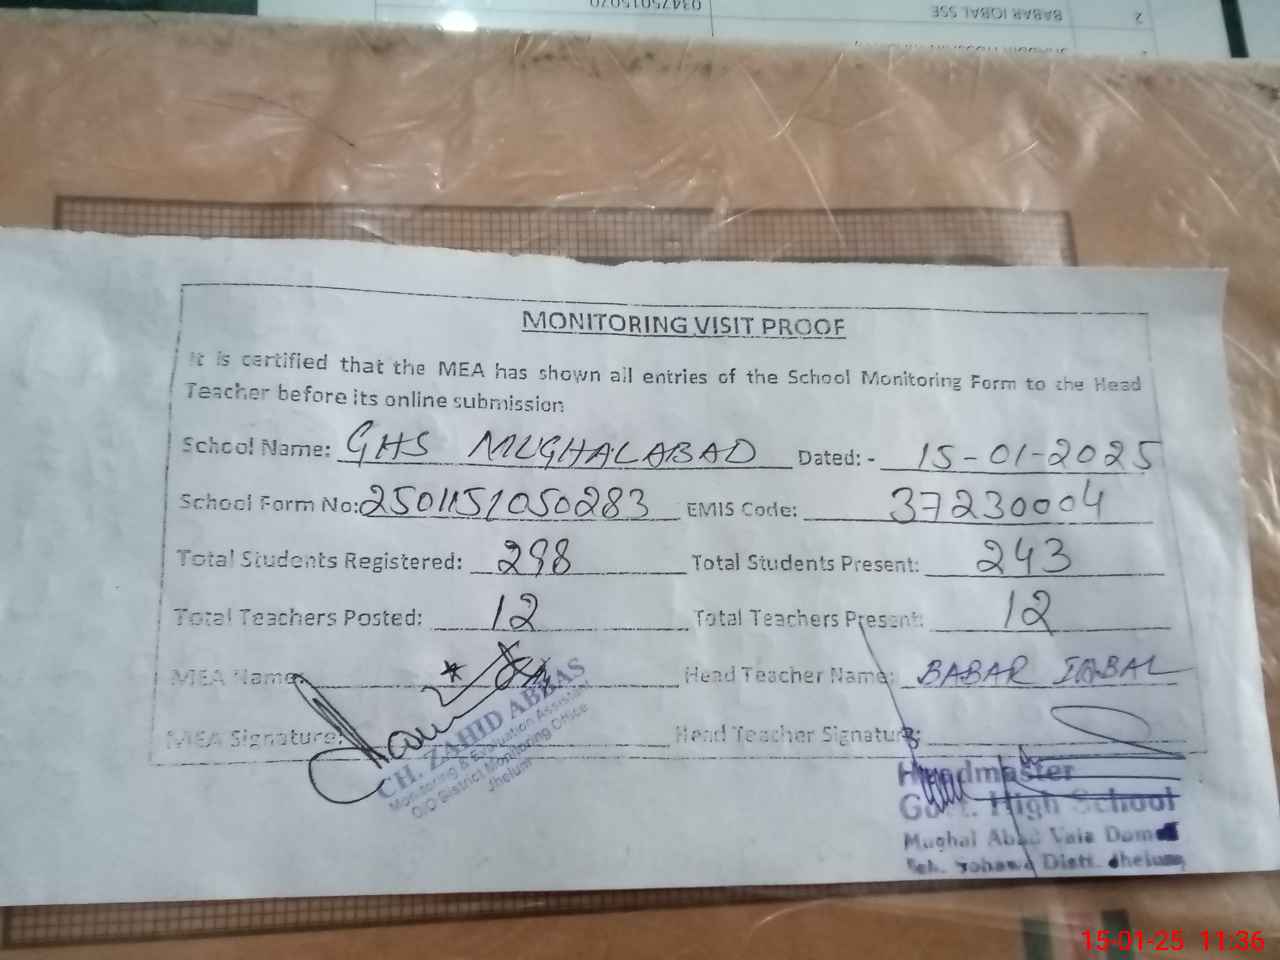 2 BABAR IQBAL SSE 03475015070
MONITORING VISIT PROOF
It is certified that the MEA has shown all entries of the School Monitoring Form to the Head
Teacher before its online submission
School Name: GHS MUGHALABAD Dated: - 15-01-2025
School Form No: 2501151050283 EMIS Code: 37230004
Total Students Registered: 298 Total Students Present: 243
Total Teachers Posted: 12 Total Teachers Present: 12
MEA Name: Head Teacher Name: BABAR IQBAL
MEA Signature: Head Teacher Signature:
CH. ZAHID ABBAS
Monitoring & Evaluation Assistant
O/O District Monitoring Office
Jhelum
Headmaster
Govt. High School
Mughal Abad Domeli
Distt. Jhelum
15-01-25 11:36